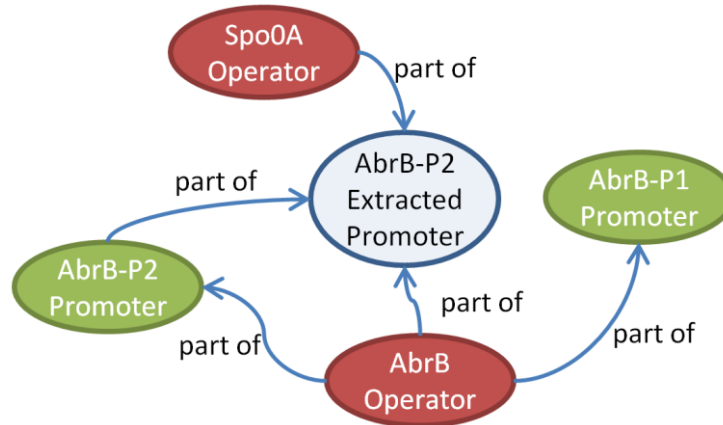 Spo0A
Operator
part of
AbrB-P2
Extracted
Promoter
part of
AbrB-P1
Promoter
AbrB-P2
Promoter
part of
part of
part of
AbrB
Operator